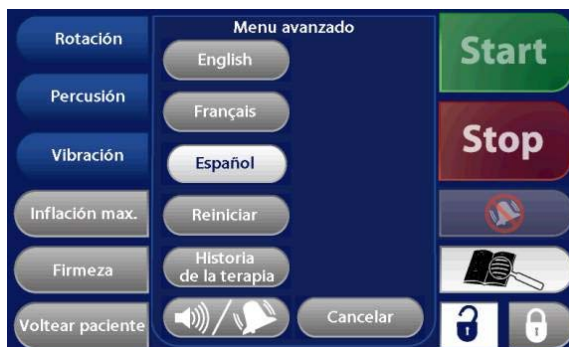 Menu avanzado
Rotación
Percusión
Vibración
Inflación max.
Firmeza
Voltear paciente
English
Français
Español
Reiniciar
Historia
de la terapia
Cancelar
Start
Stop